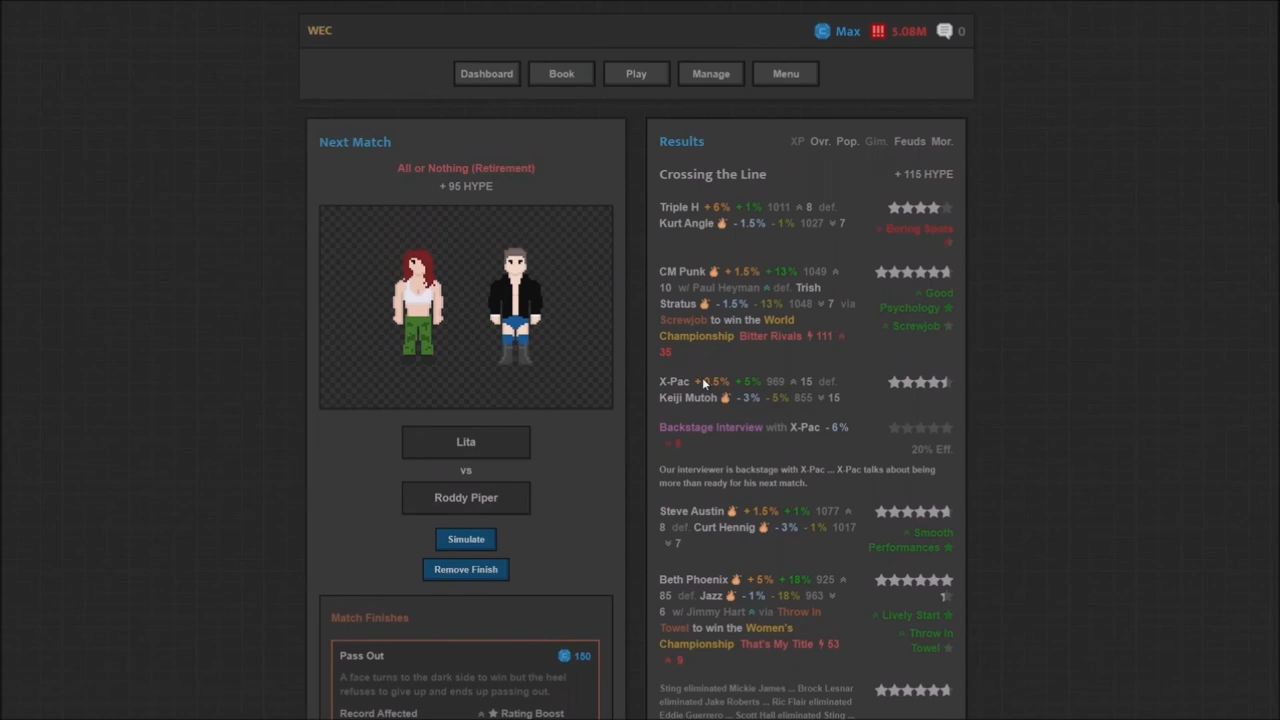 WEC
Max 5.08M 0
Dashboard Book Play Manage Menu
Next Match
All or Nothing (Retirement)
+ 95 HYPE
Lita
vs
Roddy Piper
Simulate
Remove Finish
Match Finishes
Pass Out 150
A face turns to the dark side to win but the heel
refuses to give up and ends up passing out.
Record Affected Rating Boost
Results XP Ovr. Pop. Gim. Feuds Mor.
Crossing the Line + 115 HYPE
Triple H + 6% + 1% 1011 8 def.
Kurt Angle - 1.5% - 1% 1027 7
Boring Spots
CM Punk + 1.5% + 13% 1049
10 w/ Paul Heyman def. Trish
Stratus - 1.5% - 13% 1048 7 via
Screwjob to win the World
Championship Bitter Rivals 111
35
Good
Psychology
Screwjob
X-Pac + 5% 969 15 def.
Keiji Mutoh - 3% - 5% 855 15
Backstage Interview with X-Pac - 6%
20% Eff.
Our interviewer is backstage with X-Pac ... X-Pac talks about being
more than ready for his next match.
Steve Austin + 1.5% + 1% 1077
8 def. Curt Hennig - 3% - 1% 1017
7
Smooth
Performances
Beth Phoenix + 5% + 18% 925
85 def. Jazz - 1% - 18% 963
6 w/ Jimmy Hart via Throw In
Towel to win the Women's
Championship That's My Title 53
9
Lively Start
Throw In
Towel
Sting eliminated Mickie James ... Brock Lesnar
eliminated Jake Roberts ... Ric Flair eliminated
Eddie Guerrero ... Scott Hall eliminated Sting ...